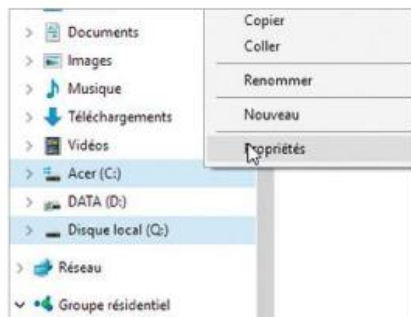 Documents
Images
Musique
Téléchargements
Vidéos
Acer (C:)
DATA (D:)
Disque local (Q:)
Réseau
Groupe résidentiel
Copier
Coller
Renommer
Nouveau
Propriétés